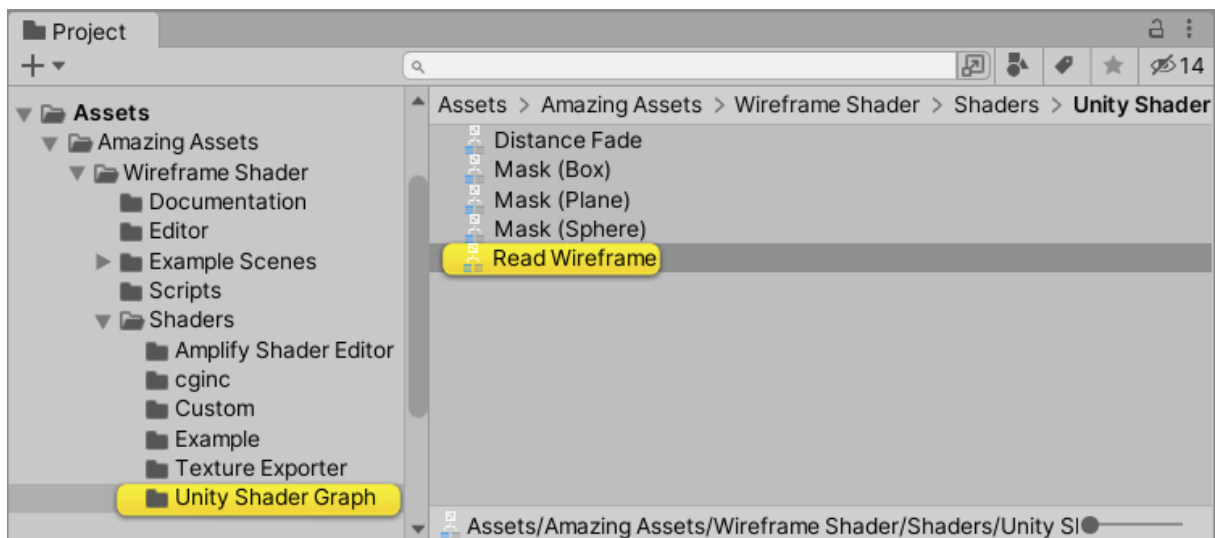 Project
14
Assets
Amazing Assets
Wireframe Shader
Documentation
Editor
Example Scenes
Scripts
Shaders
Amplify Shader Editor
cginc
Custom
Example
Texture Exporter
Unity Shader Graph
Assets > Amazing Assets > Wireframe Shader > Shaders > Unity Shader
Distance Fade
Mask (Box)
Mask (Plane)
Mask (Sphere)
Read Wireframe
Assets/Amazing Assets/Wireframe Shader/Shaders/Unity